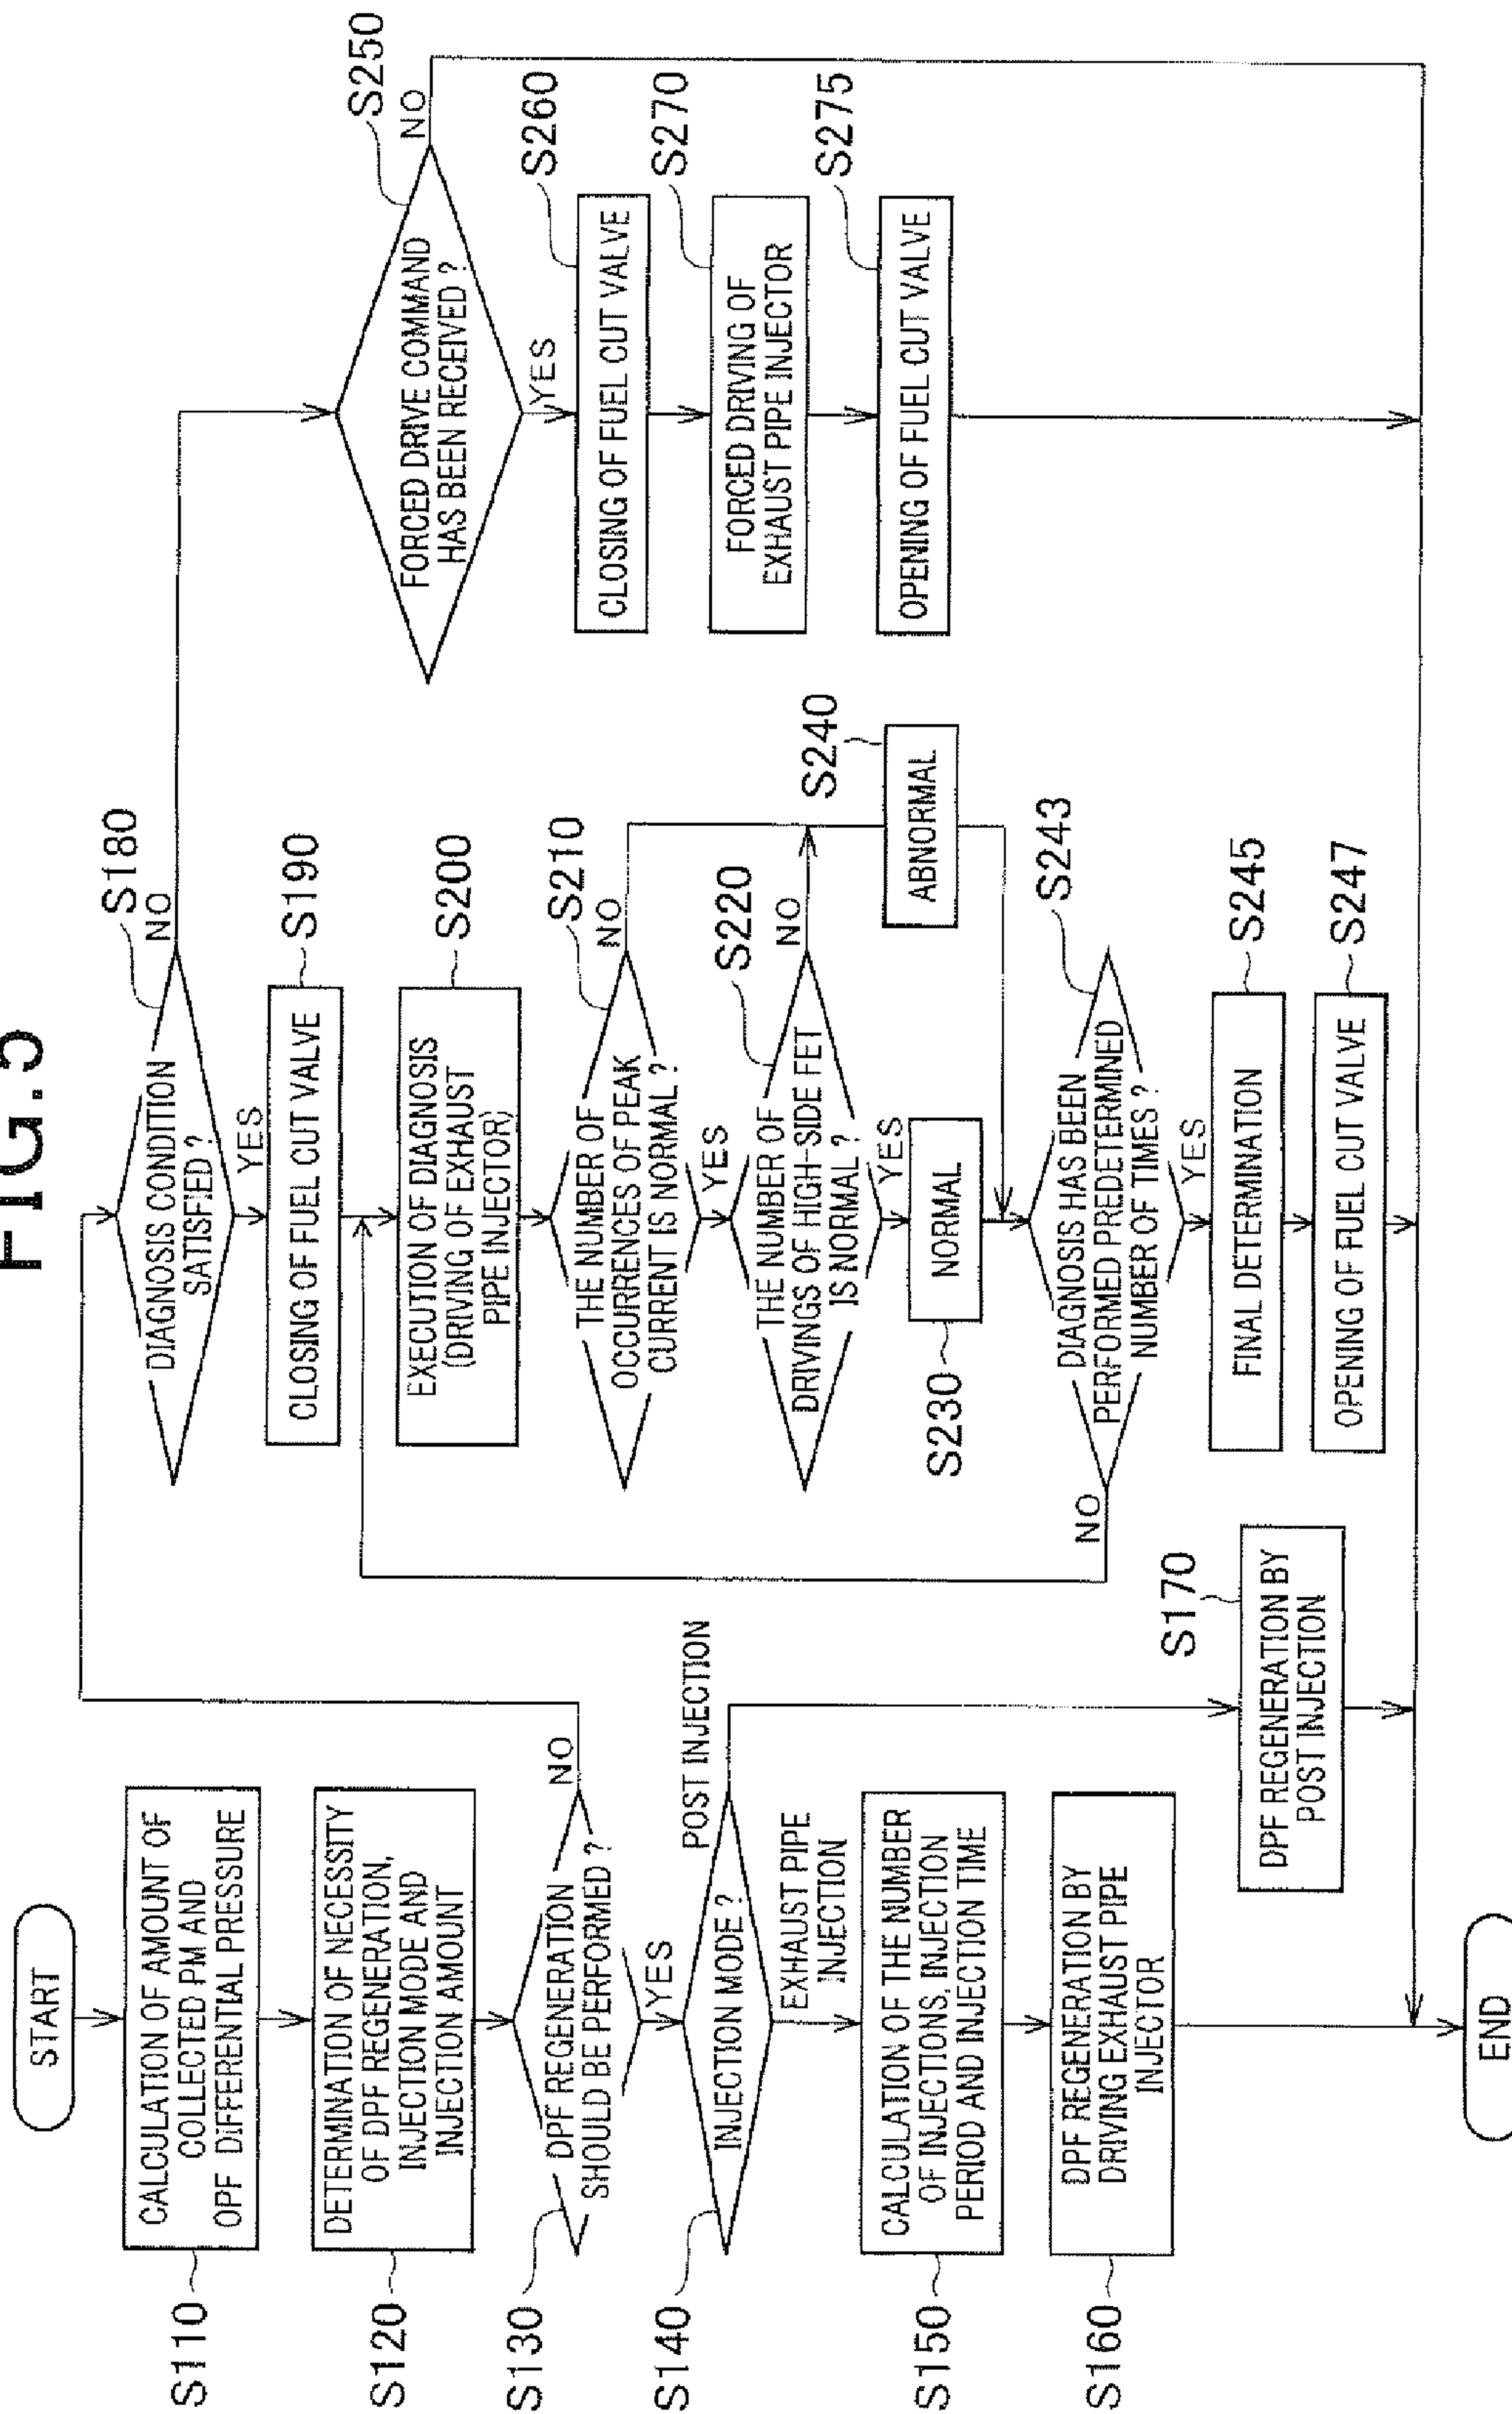 FIG.5
START
CALCULATION OF AMOUNT OF
COLLECTED PM AND
OPF DIFFERENTIAL PRESSURE
S110
DETERMINATION OF NECESSITY
OF DPF REGENERATION,
INJECTION MODE AND
INJECTION AMOUNT
S120
DPF REGENERATION
SHOULD BE PERFORMED ?
S130
NO
YES
INJECTION MODE ?
S140
POST INJECTION
EXHAUST PIPE
INJECTION
CALCULATION OF THE NUMBER
OF INJECTIONS, INJECTION
PERIOD AND INJECTION TIME
S150
DPF REGENERATION BY
DRIVING EXHAUST PIPE
INJECTOR
S160
S170
DPF REGENERATION BY
POST INJECTION
END
DIAGNOSIS CONDITION
SATISFIED ?
S180
NO
YES
CLOSING OF FUEL CUT VALVE
S190
EXECUTION OF DIAGNOSIS
(DRIVING OF EXHAUST
PIPE INJECTOR)
S200
THE NUMBER OF
OCCURRENCES OF PEAK
CURRENT IS NORMAL ?
S210
NO
YES
THE NUMBER OF
DRIVINGS OF HIGH-SIDE FET
IS NORMAL ?
S220
NO
YES
NORMAL
S230
ABNORMAL
S240
DIAGNOSIS HAS BEEN
PERFORMED PREDETERMINED
NUMBER OF TIMES ?
S243
NO
YES
FINAL DETERMINATION
S245
OPENING OF FUEL CUT VALVE
S247
FORCED DRIVE COMMAND
HAS BEEN RECEIVED ?
S250
NO
YES
CLOSING OF FUEL CUT VALVE
S260
FORCED DRIVING OF
EXHAUST PIPE INJECTOR
S270
OPENING OF FUEL CUT VALVE
S275